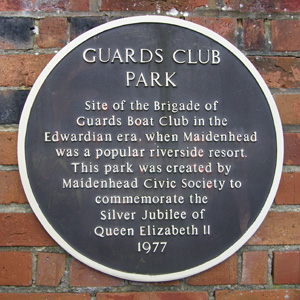 GUARDS CLUB
PARK
Site of the Brigade of
Guards Boat Club in the
Edwardian era, when Maidenhead
was a popular riverside resort.
This park was created by
Maidenhead Civic Society to
commemorate the
Silver Jubilee of
Queen Elizabeth II
1977